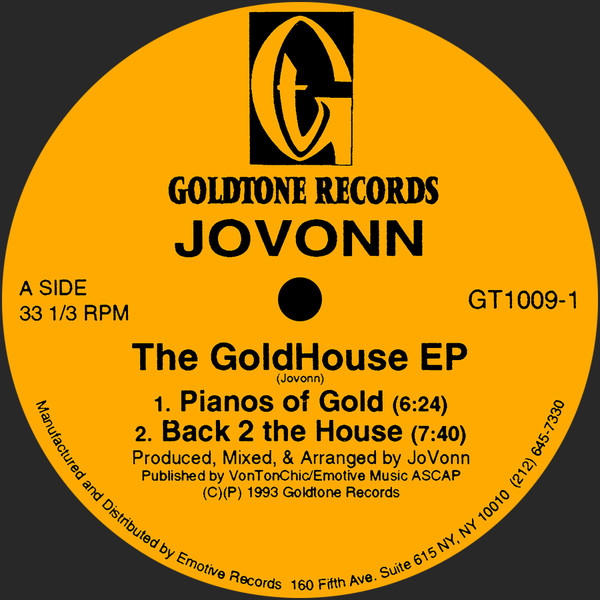 GOLDTONE RECORDS
JOVONN
A SIDE
33 1/3 RPM
GT1009-1
The GoldHouse EP
(Jovonn)
1. Pianos of Gold (6:24)
2. Back 2 the House (7:40)
Produced, Mixed, & Arranged by JoVonn
Published by VonTonChic/Emotive Music ASCAP
(C)(P) 1993 Goldtone Records
Manufactured and Distributed by Emotive Records 160 Fifth Ave. Suite 615 NY, NY 10010 (212) 645-7330